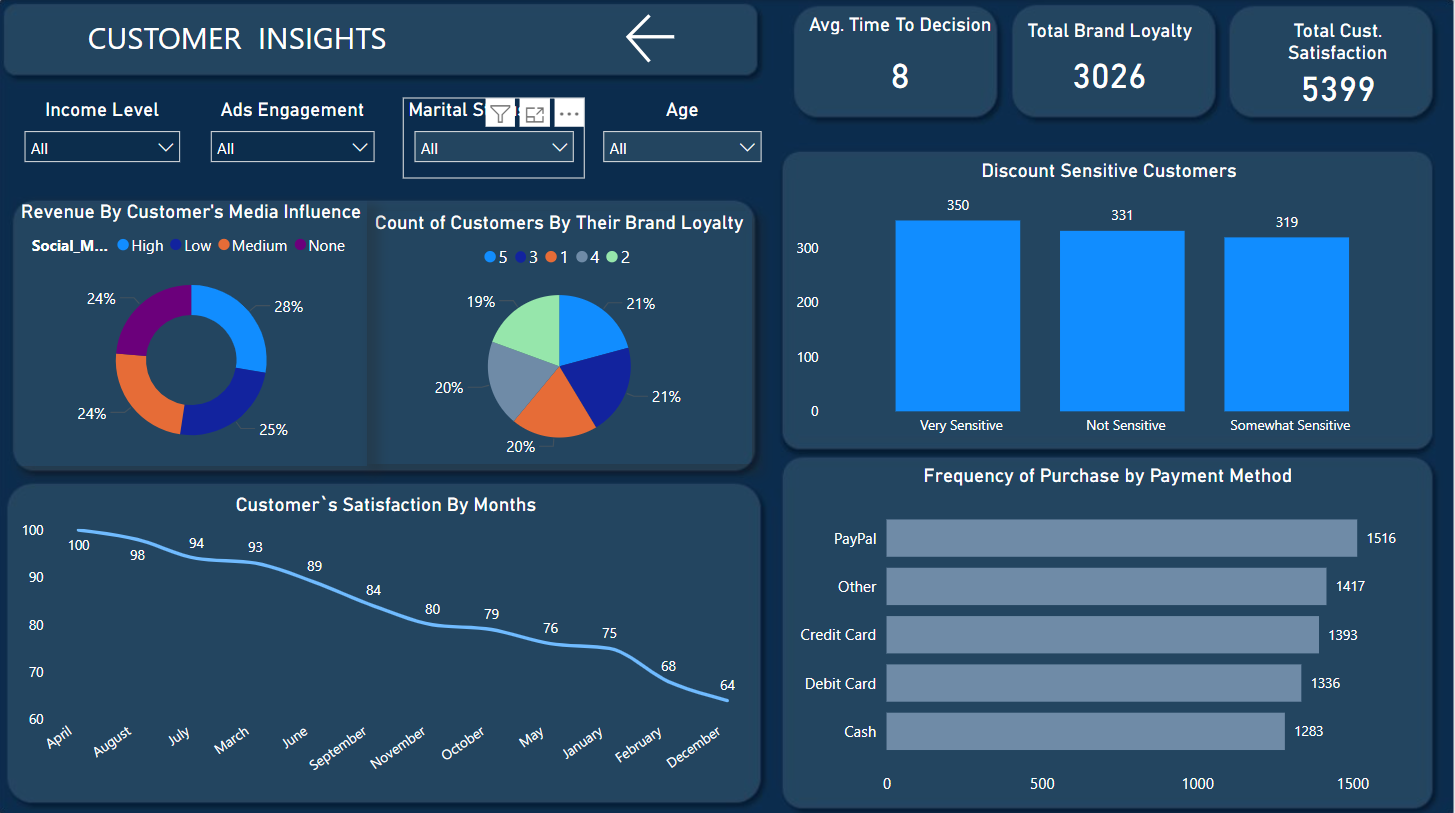 CUSTOMER INSIGHTS
Avg. Time To Decision
8
Total Brand Loyalty
3026
Total Cust.
Satisfaction
5399
Income Level
All
Ads Engagement
All
Marital S
All
Age
All
Revenue By Customer's Media Influence
Social_M... High Low Medium None
24%
28%
24%
25%
Count of Customers By Their Brand Loyalty
5 3 1 4 2
19%
21%
20%
21%
20%
Discount Sensitive Customers
350
331
319
300
200
100
0
Very Sensitive
Not Sensitive
Somewhat Sensitive
Customer`s Satisfaction By Months
100
90
80
70
60
100
98
94
93
89
84
80
79
76
75
68
64
April
August
July
March
June
September
November
October
May
January
February
December
Frequency of Purchase by Payment Method
PayPal 1516
Other 1417
Credit Card 1393
Debit Card 1336
Cash 1283
0 500 1000 1500